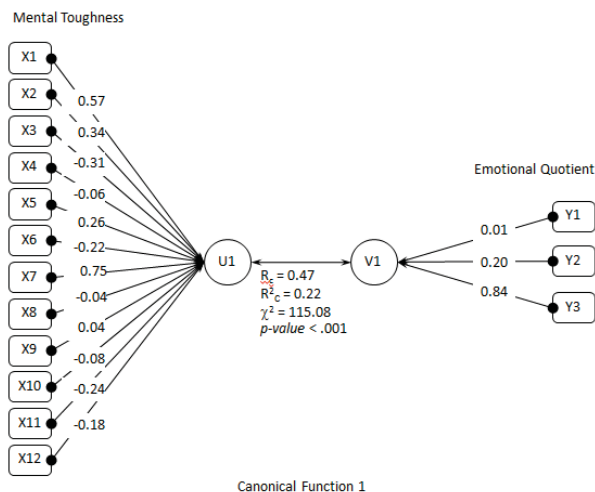 Mental Toughness
X1
X2
0.57
X3
0.34
X4
-0.31
X5
-0.06
X6
0.26
X7
-0.22
X8
0.75
X9
-0.04
X10
0.04
X11
-0.08
X12
-0.24
-0.18
U1
V1
R꜀ = 0.47
R²꜀ = 0.22
χ² = 115.08
p-value < .001
Emotional Quotient
Y1
0.01
Y2
0.20
0.84
Y3
Canonical Function 1